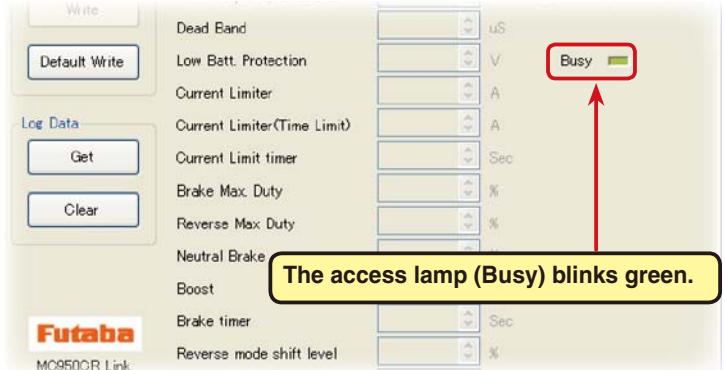 Write
Dead Band uS
Default Write Low Batt. Protection V Busy
Current Limiter A
Log Data Current Limiter(Time Limit) A
Get Current Limit timer Sec
Brake Max. Duty %
Clear Reverse Max Duty %
Neutral Brake
The access lamp (Busy) blinks green.
Boost
Brake timer Sec
Futaba
Reverse mode shift level %
MC950CR Link